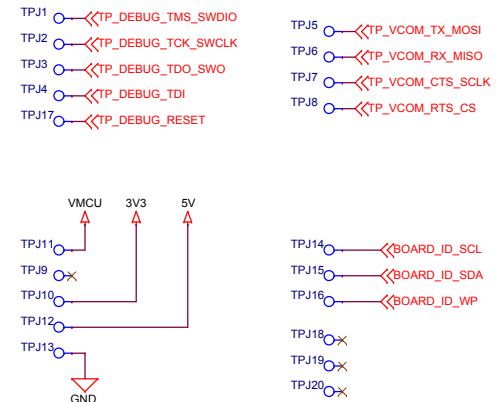 TPJ1 TP_DEBUG_TMS_SWDIO
TPJ2 TP_DEBUG_TCK_SWCLK
TPJ3 TP_DEBUG_TDO_SWO
TPJ4 TP_DEBUG_TDI
TPJ17 TP_DEBUG_RESET
TPJ5 TP_VCOM_TX_MOSI
TPJ6 TP_VCOM_RX_MISO
TPJ7 TP_VCOM_CTS_SCLK
TPJ8 TP_VCOM_RTS_CS
VMCU 3V3 5V
TPJ11
TPJ9
TPJ10
TPJ12
TPJ13
GND
TPJ14 BOARD_ID_SCL
TPJ15 BOARD_ID_SDA
TPJ16 BOARD_ID_WP
TPJ18
TPJ19
TPJ20